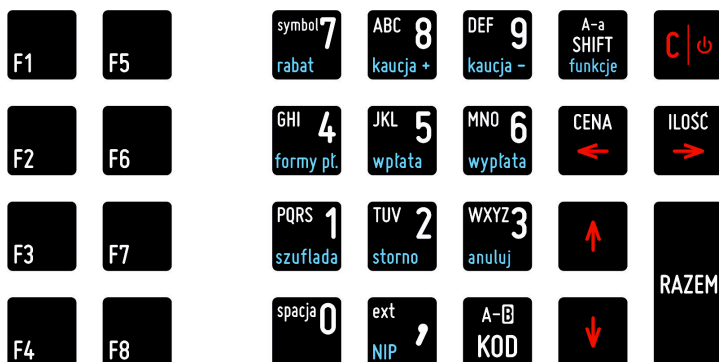 F1 F5 symbol 7 ABC 8 DEF 9 A-a C
rabat kaucja + kaucja - SHIFT
funkcje
F2 F6 GHI 4 JKL 5 MNO 6 CENA ILOŚĆ
formy pł. wpłata wypłata
F3 F7 PQRS 1 TUV 2 WXYZ 3
szuflada storno anuluj RAZEM
F4 F8 spacja 0 ext , A-B
NIP KOD